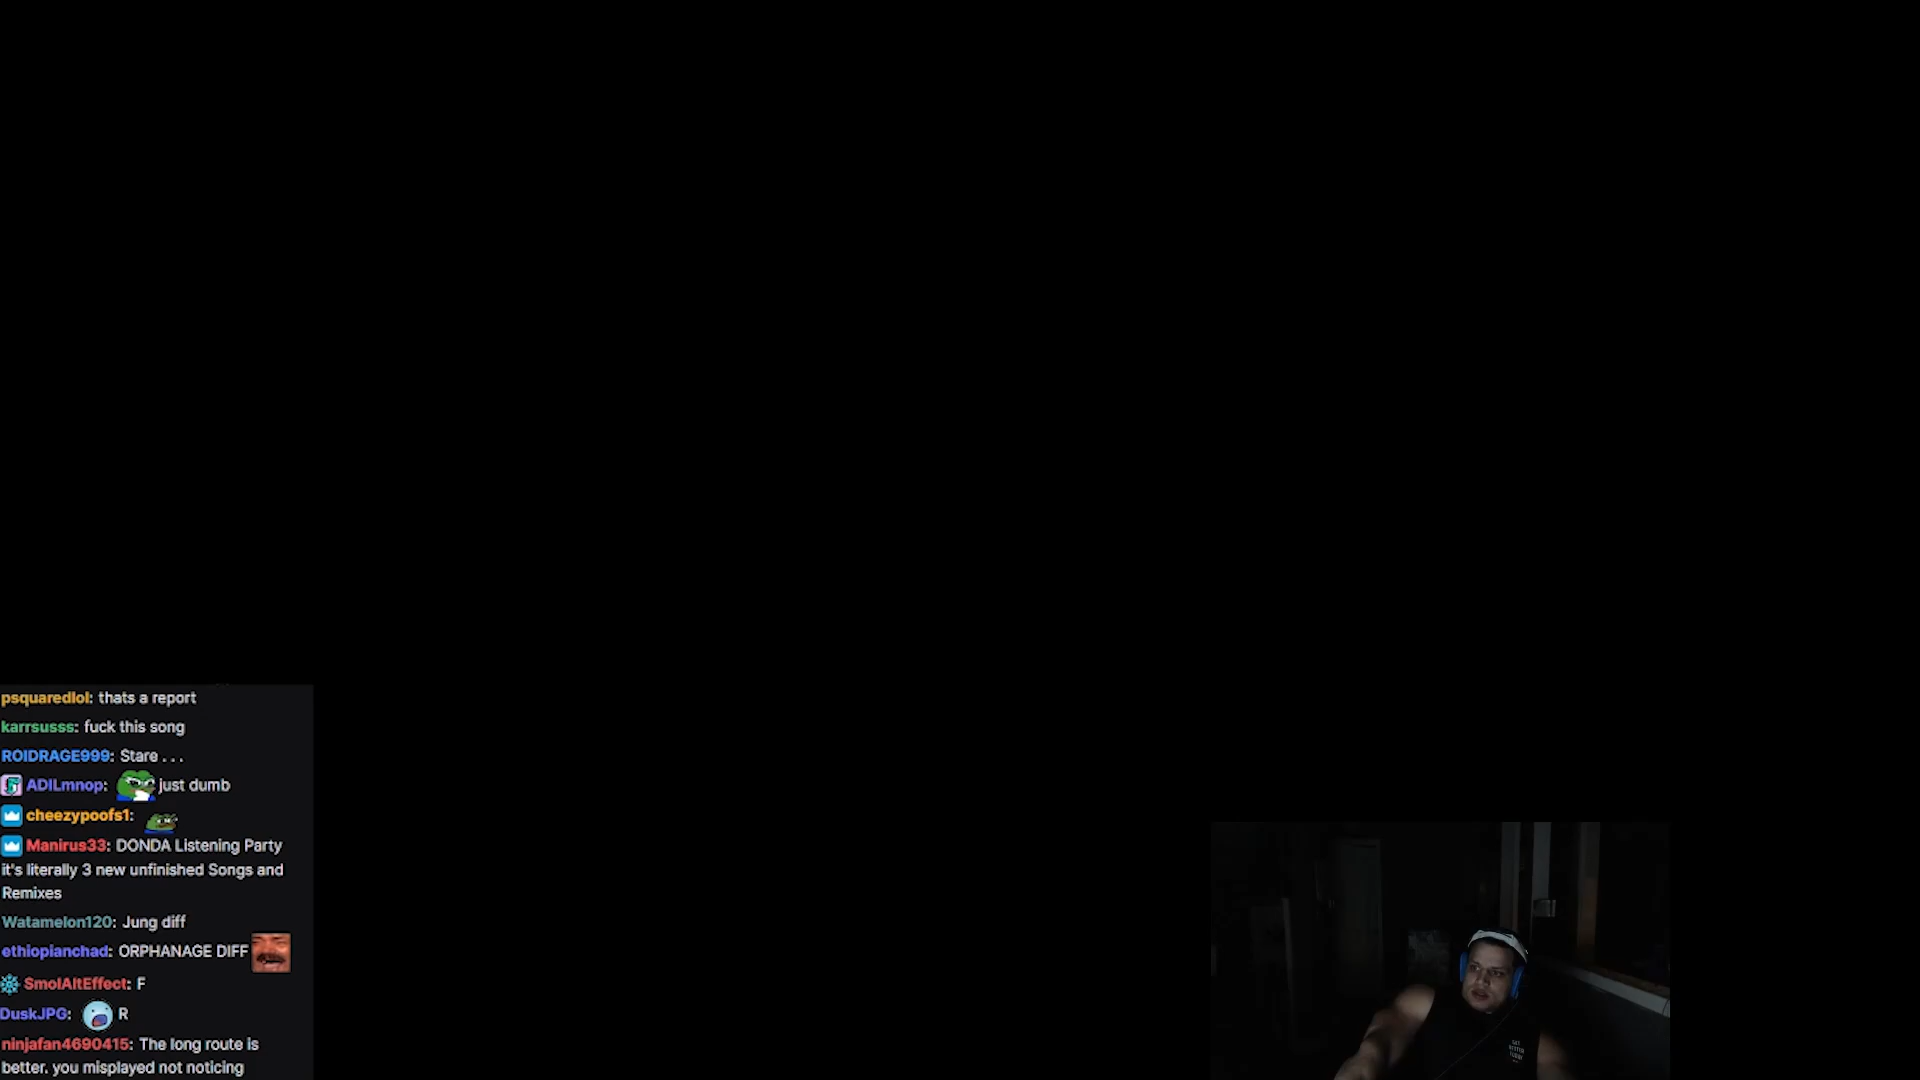 psquaredlol: thats a report
karrsusss: fuck this song
ROIDRAGE999: Stare . . .
ADILmnop: just dumb
cheezypoofs1:
Manirus33: DONDA Listening Party
it's literally 3 new unfinished Songs and
Remixes
Watamelon120: Jung diff
ethiopianchad: ORPHANAGE DIFF
SmolAltEffect: F
DuskJPG: R
ninjafan4690415: The long route is
better. you misplayed not noticing